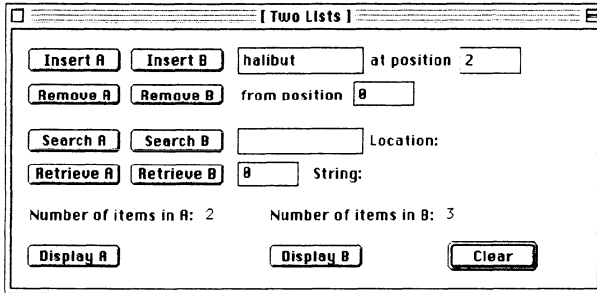 [ Two Lists ]
Insert A Insert B halibut at position 2
Remove A Remove B from position 0
Search A Search B Location:
Retrieve A Retrieve B 0 String:
Number of items in A: 2 Number of items in B: 3
Display A Display B Clear